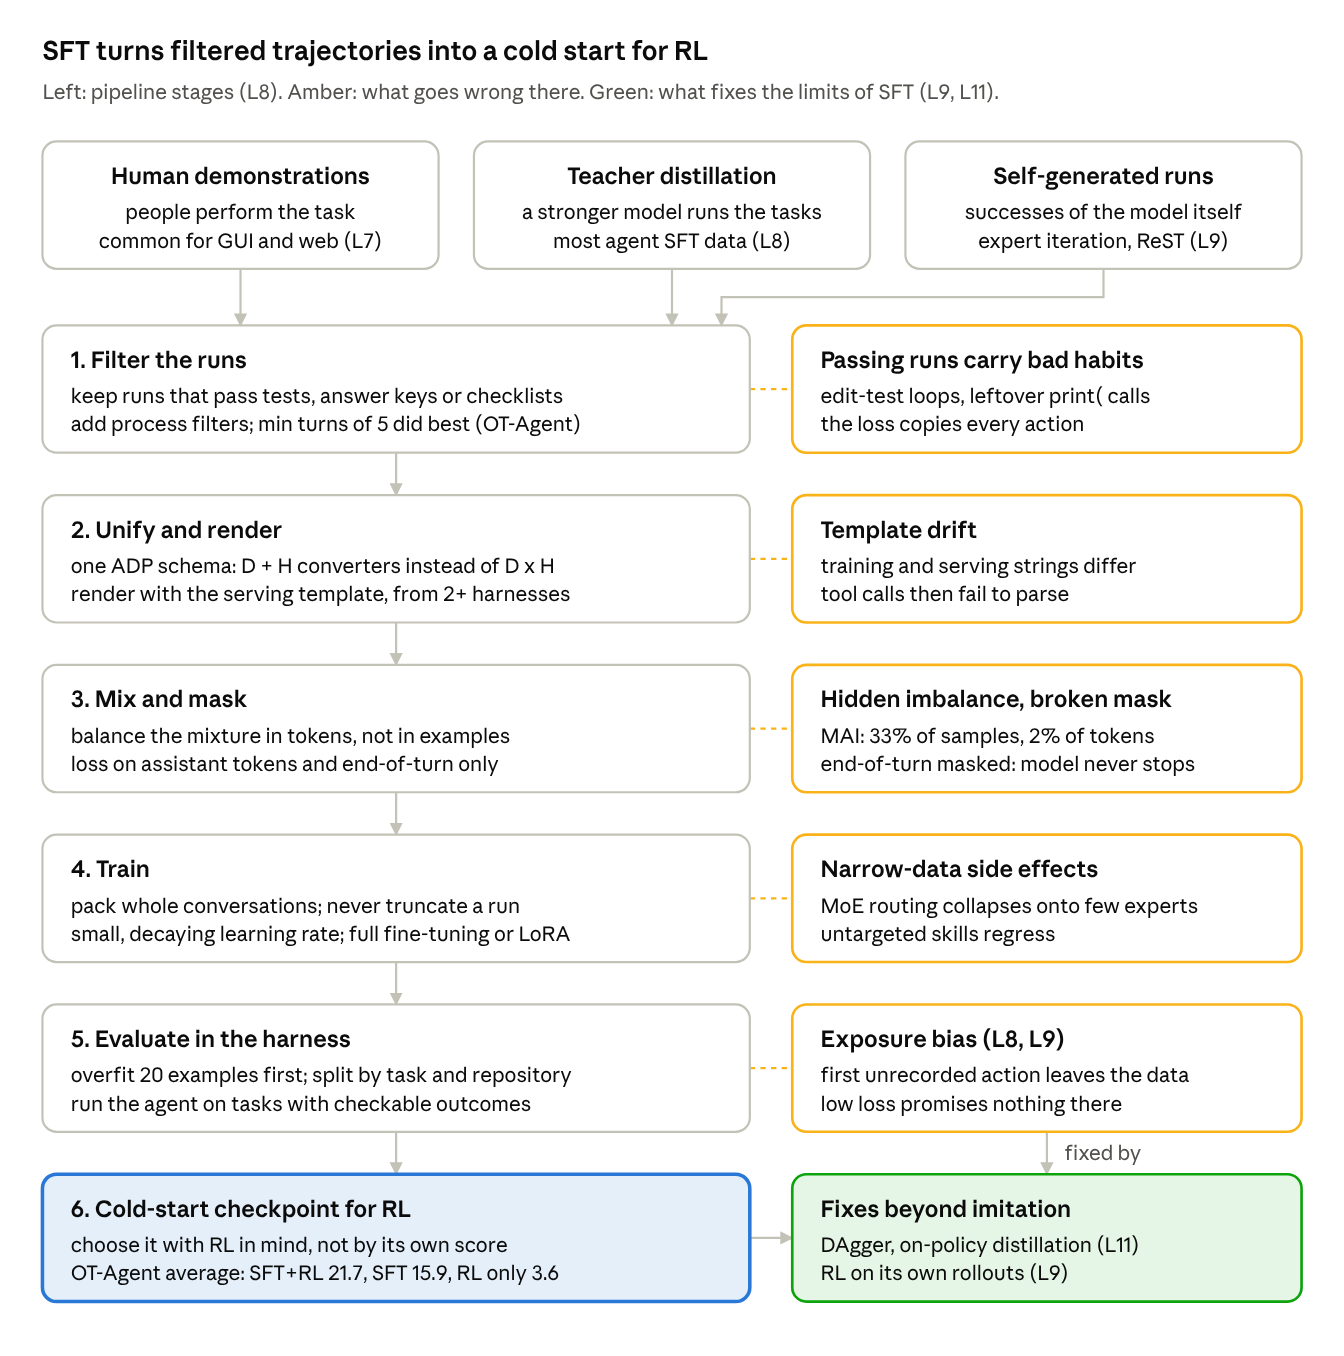 SFT turns filtered trajectories into a cold start for RL
Left: pipeline stages (L8). Amber: what goes wrong there. Green: what fixes the limits of SFT (L9, L11).
Human demonstrations
people perform the task
common for GUI and web (L7)
Teacher distillation
a stronger model runs the tasks
most agent SFT data (L8)
Self-generated runs
successes of the model itself
expert iteration, ReST (L9)
1. Filter the runs
keep runs that pass tests, answer keys or checklists
add process filters; min turns of 5 did best (OT-Agent)
Passing runs carry bad habits
edit-test loops, leftover print( calls
the loss copies every action
2. Unify and render
one ADP schema: D + H converters instead of D x H
render with the serving template, from 2+ harnesses
Template drift
training and serving strings differ
tool calls then fail to parse
3. Mix and mask
balance the mixture in tokens, not in examples
loss on assistant tokens and end-of-turn only
Hidden imbalance, broken mask
MAI: 33% of samples, 2% of tokens
end-of-turn masked: model never stops
4. Train
pack whole conversations; never truncate a run
small, decaying learning rate; full fine-tuning or LoRA
Narrow-data side effects
MoE routing collapses onto few experts
untargeted skills regress
5. Evaluate in the harness
overfit 20 examples first; split by task and repository
run the agent on tasks with checkable outcomes
Exposure bias (L8, L9)
first unrecorded action leaves the data
low loss promises nothing there
fixed by
6. Cold-start checkpoint for RL
choose it with RL in mind, not by its own score
OT-Agent average: SFT+RL 21.7, SFT 15.9, RL only 3.6
Fixes beyond imitation
DAgger, on-policy distillation (L11)
RL on its own rollouts (L9)